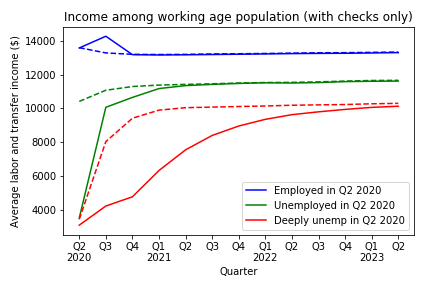 Income among working age population (with checks only)
Average labor and transfer income ($)
14000
12000
10000
8000
6000
4000
Employed in Q2 2020
Unemployed in Q2 2020
Deeply unemp in Q2 2020
Q2 Q3 Q4 Q1 Q2 Q3 Q4 Q1 Q2 Q3 Q4 Q1 Q2
2020 2021 2022 2023
Quarter